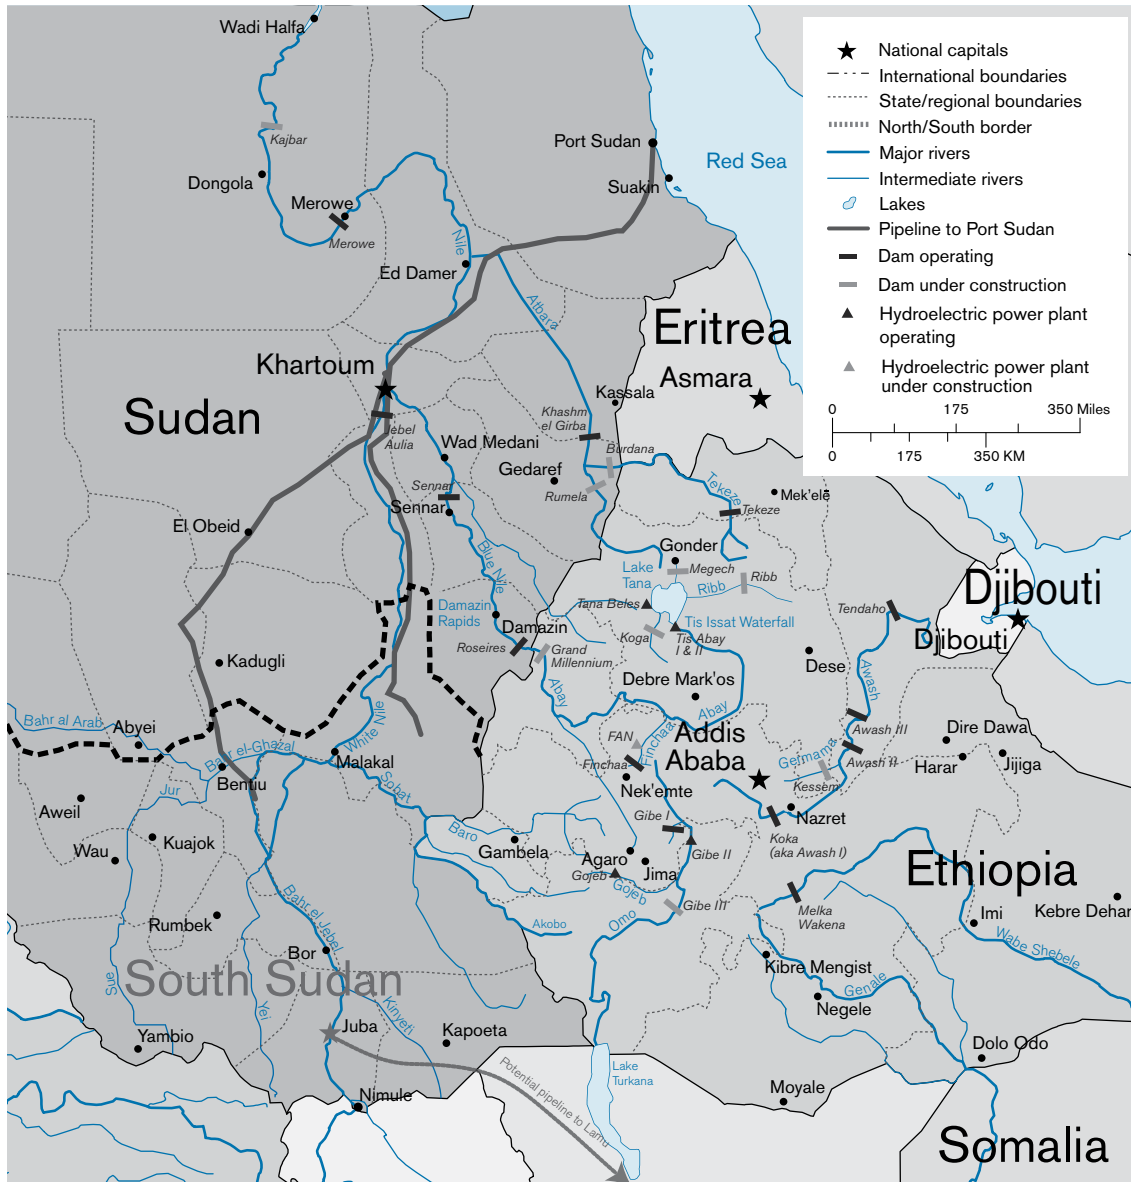 Wadi Halfa
Kajbar
Dongola
Merowe
Merowe
Nile
Ed Damer
Port Sudan
Suakin
Red Sea
National capitals
International boundaries
State/regional boundaries
North/South border
Major rivers
Intermediate rivers
Lakes
Pipeline to Port Sudan
Dam operating
Dam under construction
Hydroelectric power plant
operating
Hydroelectric power plant
under construction
0 175 350 Miles
0 175 350 KM
Atbara
Eritrea
Asmara
Khartoum
Sudan
Kassala
Khashm
el Girba
Jebel
Aulia
Wad Medani
Burdana
Gedaref
Rumela
Sennar
Sennar
Tekeze
Mek'ele
Tekeze
El Obeid
Blue Nile
Gonder
Lake
Tana
Megech
Ribb
Ribb
Djibouti
Djibouti
Damazin
Rapids
Tana Beles
Tis Issat Waterfall
Tendaho
Damazin
Koga
Tis Abay
I & II
Roseires
Grand
Millennium
Kadugli
Dese
Awash
Debre Mark'os
Abay
Abay
Bahr al Arab
Abyei
White Nile
FAN
Finchaa
Addis
Ababa
Awash III
Dire Dawa
Bahr el-Ghazal
Malakal
Finchaa
Germama
Awash II
Harar
Jijiga
Bentiu
Jur
Sobat
Nek'emte
Kessem
Aweil
Gibe I
Nazret
Koka
(aka Awash I)
Kuajok
Wau
Baro
Gambela
Agaro
Gibe II
Gojeb
Jima
Gojeb
Ethiopia
Rumbek
Bahr el Jebel
Gibe III
Omo
Akobo
Melka
Wakena
Imi
Kebre Dehar
Wabe Shebele
Bor
South Sudan
Sue
Yei
Kinyeti
Kibre Mengist
Genale
Negele
Yambio
Juba
Kapoeta
Dolo Odo
Potential pipeline to Lamu
Lake
Turkana
Nimule
Moyale
Somalia